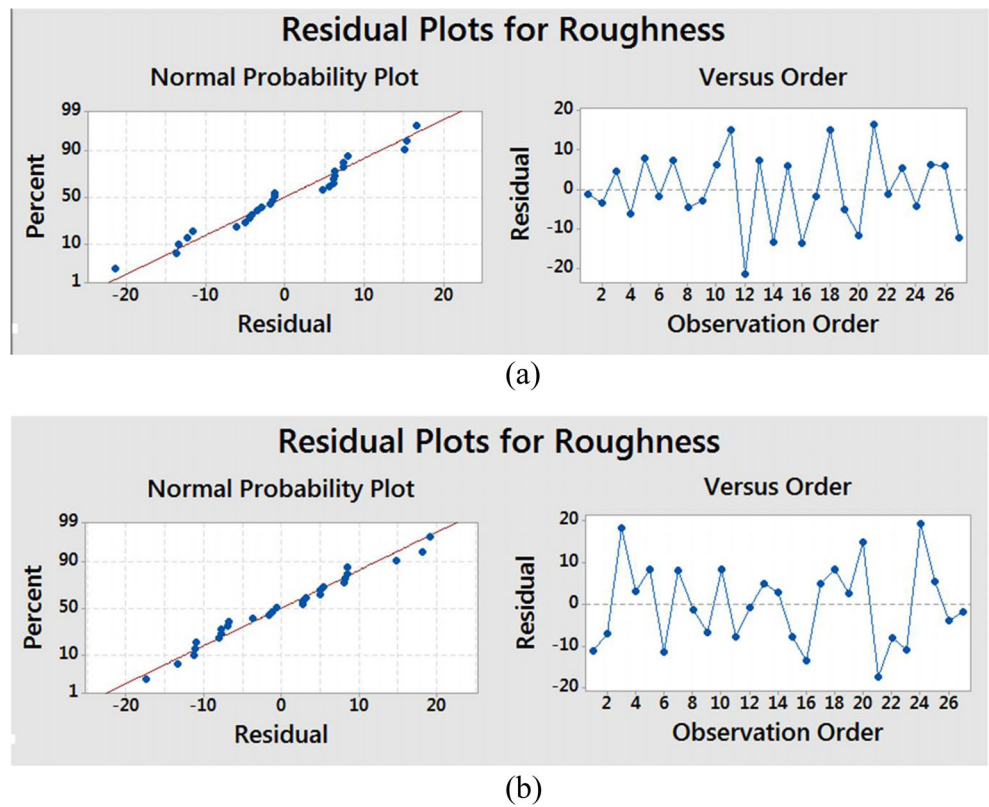 Residual Plots for Roughness
Normal Probability Plot
Versus Order
99
90
50
10
1
Percent
-20 -10 0 10 20
Residual
20
10
0
-10
-20
Residual
2 4 6 8 10 12 14 16 18 20 22 24 26
Observation Order
(a)
Residual Plots for Roughness
Normal Probability Plot
Versus Order
99
90
50
10
1
Percent
-20 -10 0 10 20
Residual
20
10
0
-10
-20
Residual
2 4 6 8 10 12 14 16 18 20 22 24 26
Observation Order
(b)